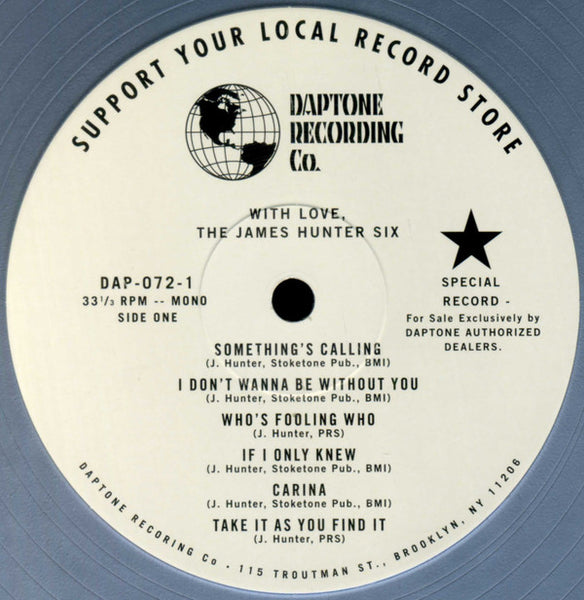 SUPPORT YOUR LOCAL RECORD STORE
DAPTONE
RECORDING
Co.
WITH LOVE,
THE JAMES HUNTER SIX
DAP-072-1
33 1/3 RPM -- MONO
SIDE ONE
SPECIAL
RECORD -
For Sale Exclusively by
DAPTONE AUTHORIZED
DEALERS.
SOMETHING'S CALLING
(J. Hunter, Stoketone Pub., BMI)
I DON'T WANNA BE WITHOUT YOU
(J. Hunter, Stoketone Pub., BMI)
WHO'S FOOLING WHO
(J. Hunter, PRS)
IF I ONLY KNEW
(J. Hunter, Stoketone Pub., BMI)
CARINA
(J. Hunter, Stoketone Pub., BMI)
TAKE IT AS YOU FIND IT
(J. Hunter, PRS)
DAPTONE RECORING Co · 115 TROUTMAN ST., BROOKLYN, NY 11206